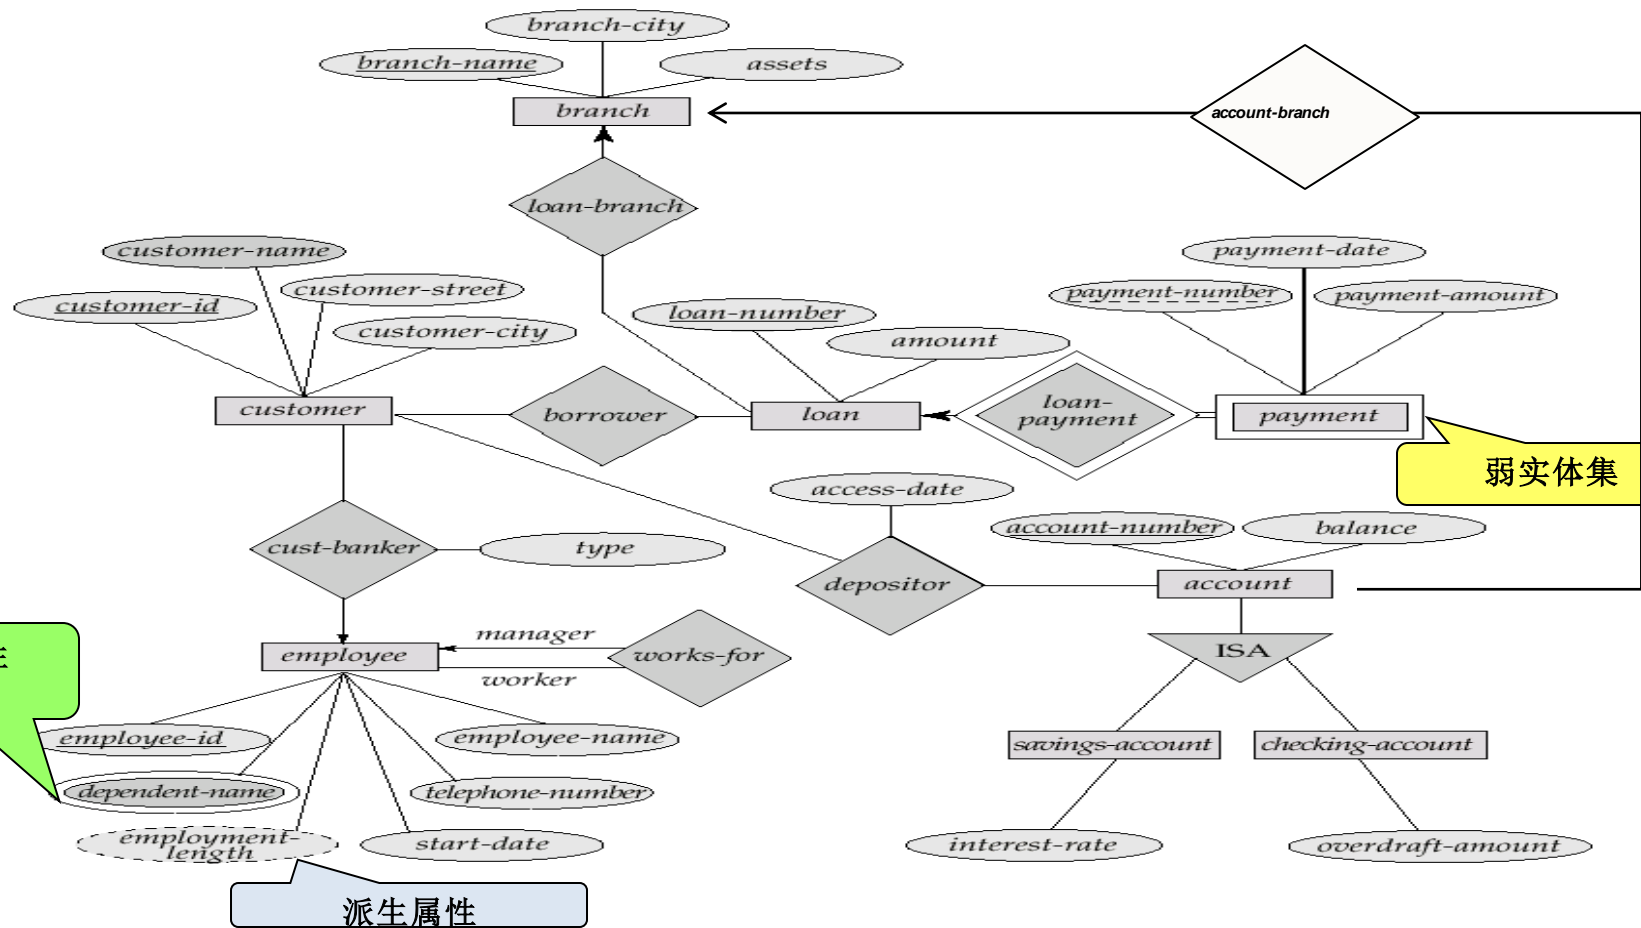 branch-city
branch-name
assets
branch
account-branch
loan-branch
customer-name
customer-street
customer-id
customer-city
payment-date
payment-number
payment-amount
loan-number
amount
customer
borrower
loan
loan-
payment
payment
弱实体集
access-date
account-number
balance
cust-banker
type
depositor
account
manager
employee
works-for
worker
ISA
employee-id
employee-name
savings-account
checking-account
dependent-name
telephone-number
employment-
length
start-date
interest-rate
overdraft-amount
派生属性